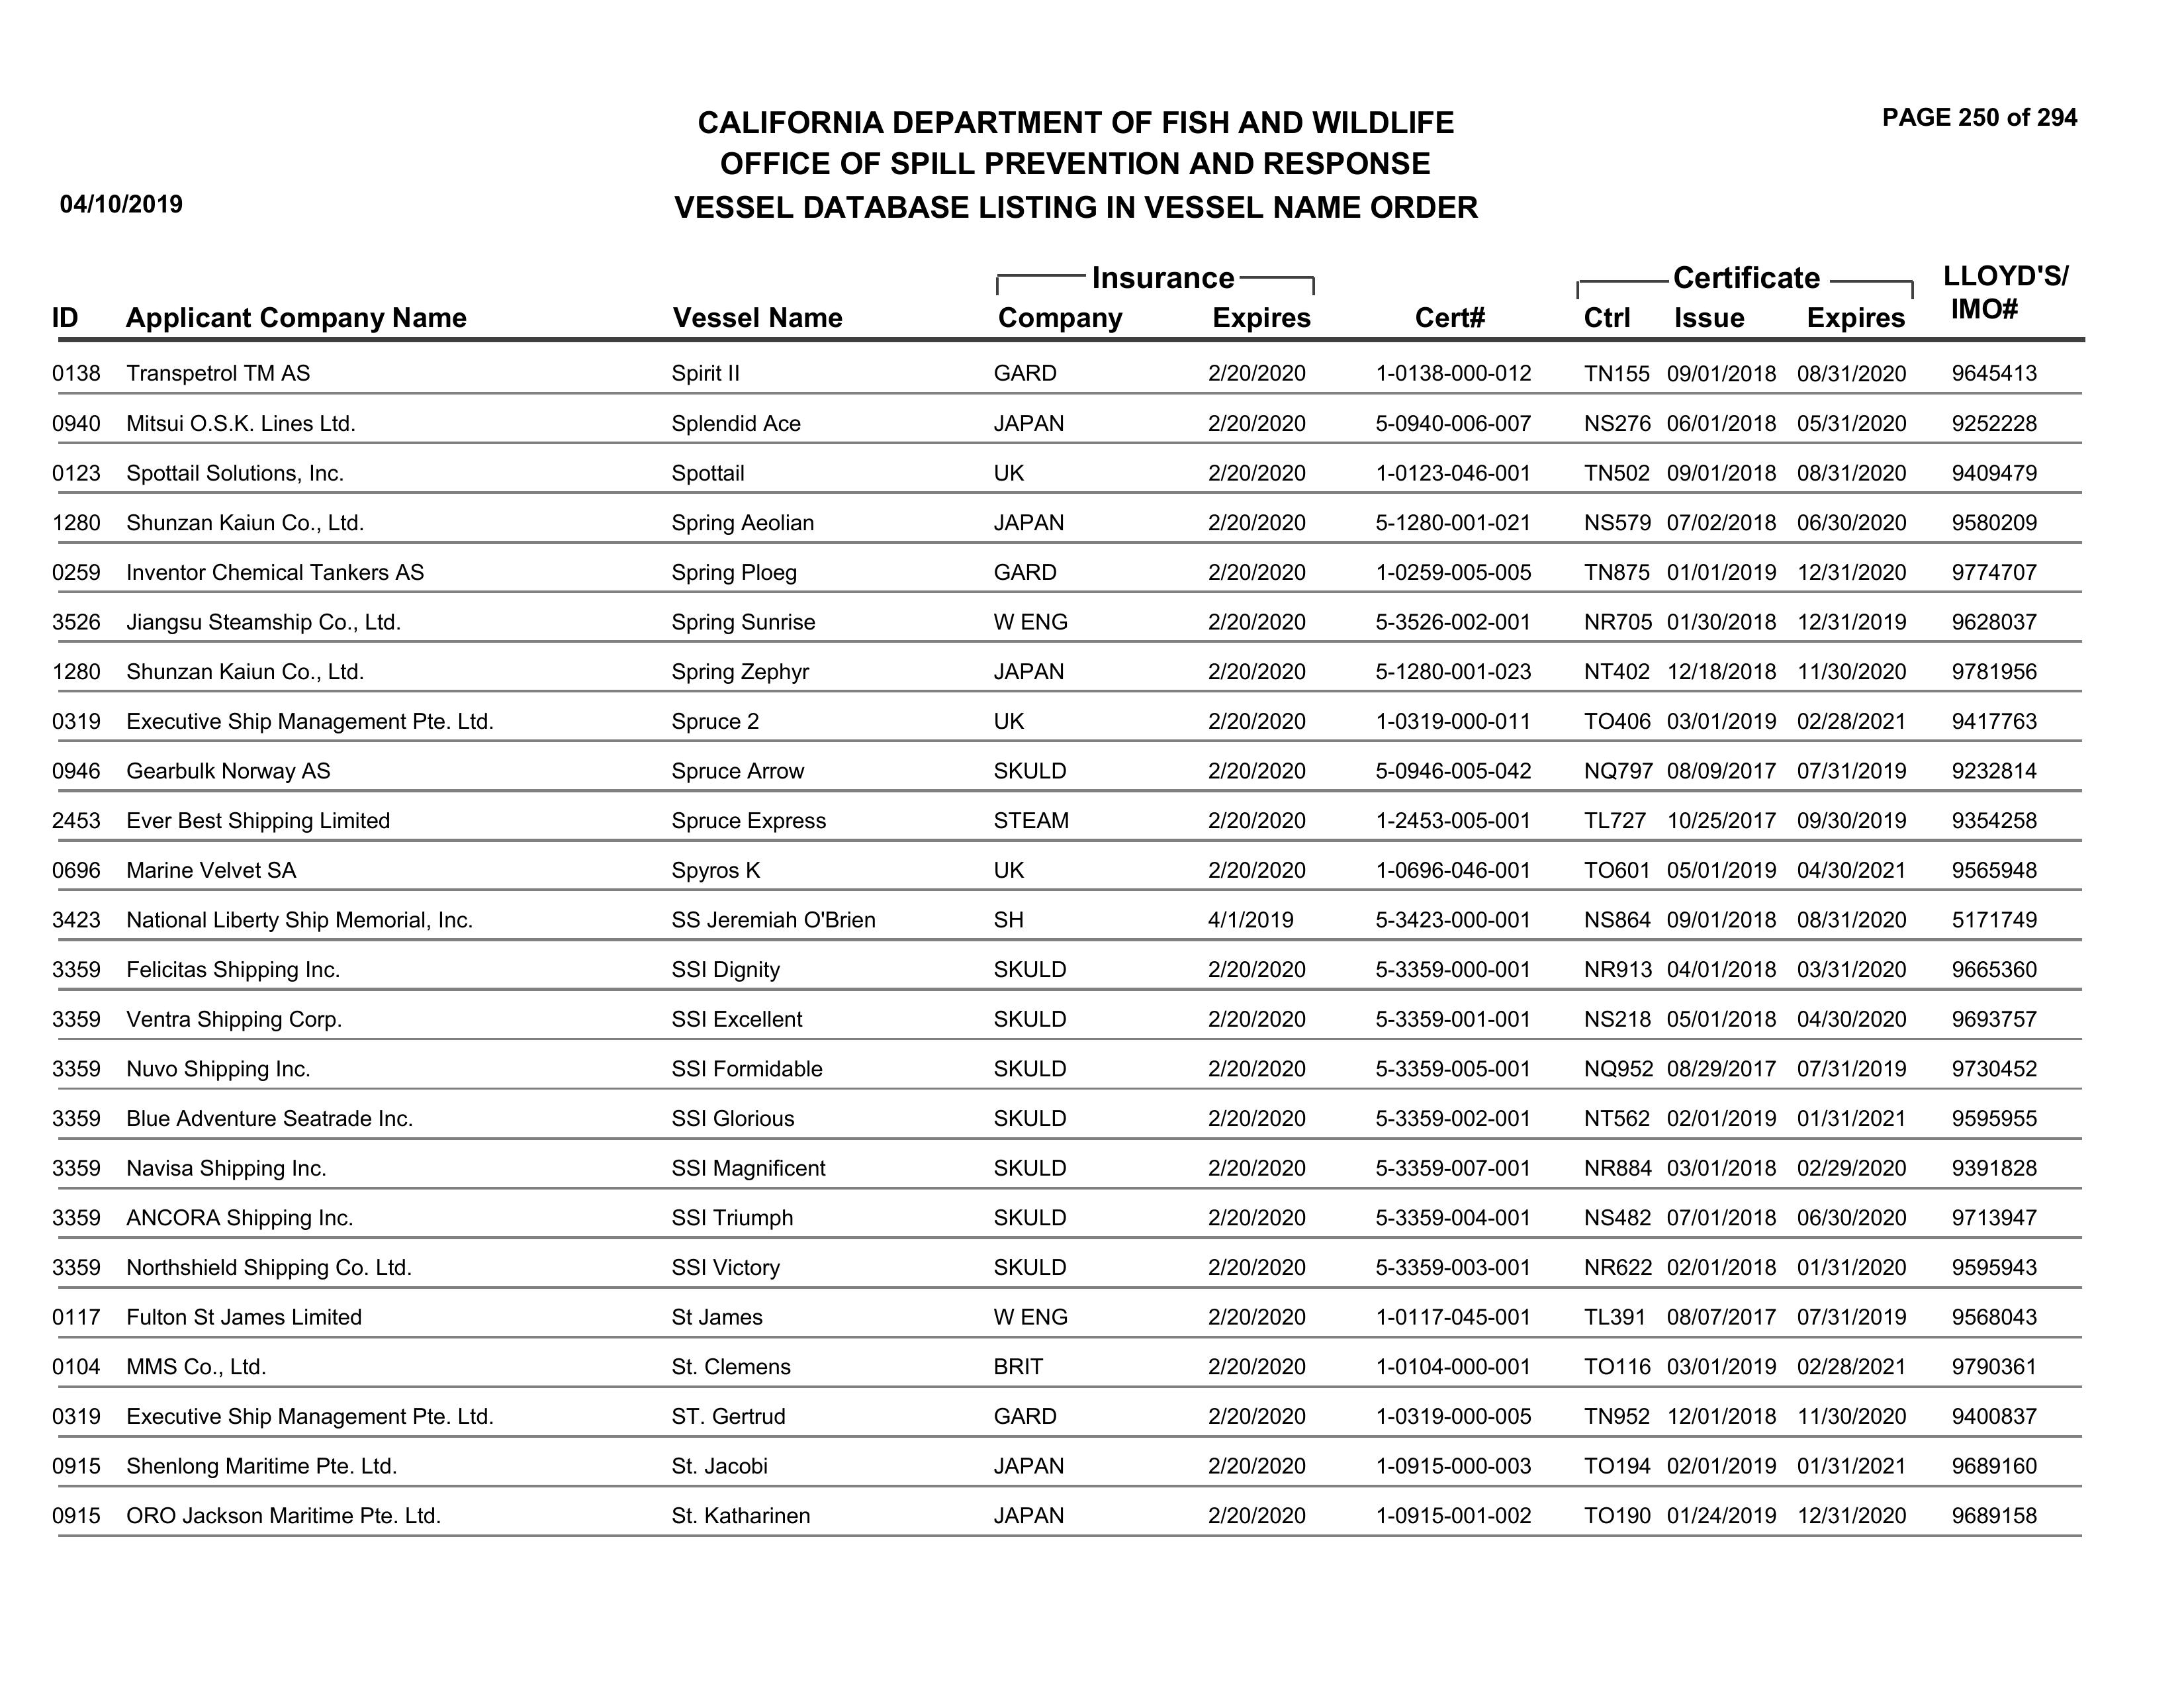 CALIFORNIA DEPARTMENT OF FISH AND WILDLIFE
PAGE 250 of 294
OFFICE OF SPILL PREVENTION AND RESPONSE
04/10/2019
VESSEL DATABASE LISTING IN VESSEL NAME ORDER
Insurance Certificate LLOYD'S/
ID Applicant Company Name Vessel Name Company Expires Cert# Ctrl Issue Expires IMO#
0138 Transpetrol TM AS Spirit II GARD 2/20/2020 1-0138-000-012 TN155 09/01/2018 08/31/2020 9645413
0940 Mitsui O.S.K. Lines Ltd. Splendid Ace JAPAN 2/20/2020 5-0940-006-007 NS276 06/01/2018 05/31/2020 9252228
0123 Spottail Solutions, Inc. Spottail UK 2/20/2020 1-0123-046-001 TN502 09/01/2018 08/31/2020 9409479
1280 Shunzan Kaiun Co., Ltd. Spring Aeolian JAPAN 2/20/2020 5-1280-001-021 NS579 07/02/2018 06/30/2020 9580209
0259 Inventor Chemical Tankers AS Spring Ploeg GARD 2/20/2020 1-0259-005-005 TN875 01/01/2019 12/31/2020 9774707
3526 Jiangsu Steamship Co., Ltd. Spring Sunrise W ENG 2/20/2020 5-3526-002-001 NR705 01/30/2018 12/31/2019 9628037
1280 Shunzan Kaiun Co., Ltd. Spring Zephyr JAPAN 2/20/2020 5-1280-001-023 NT402 12/18/2018 11/30/2020 9781956
0319 Executive Ship Management Pte. Ltd. Spruce 2 UK 2/20/2020 1-0319-000-011 TO406 03/01/2019 02/28/2021 9417763
0946 Gearbulk Norway AS Spruce Arrow SKULD 2/20/2020 5-0946-005-042 NQ797 08/09/2017 07/31/2019 9232814
2453 Ever Best Shipping Limited Spruce Express STEAM 2/20/2020 1-2453-005-001 TL727 10/25/2017 09/30/2019 9354258
0696 Marine Velvet SA Spyros K UK 2/20/2020 1-0696-046-001 TO601 05/01/2019 04/30/2021 9565948
3423 National Liberty Ship Memorial, Inc. SS Jeremiah O'Brien SH 4/1/2019 5-3423-000-001 NS864 09/01/2018 08/31/2020 5171749
3359 Felicitas Shipping Inc. SSI Dignity SKULD 2/20/2020 5-3359-000-001 NR913 04/01/2018 03/31/2020 9665360
3359 Ventra Shipping Corp. SSI Excellent SKULD 2/20/2020 5-3359-001-001 NS218 05/01/2018 04/30/2020 9693757
3359 Nuvo Shipping Inc. SSI Formidable SKULD 2/20/2020 5-3359-005-001 NQ952 08/29/2017 07/31/2019 9730452
3359 Blue Adventure Seatrade Inc. SSI Glorious SKULD 2/20/2020 5-3359-002-001 NT562 02/01/2019 01/31/2021 9595955
3359 Navisa Shipping Inc. SSI Magnificent SKULD 2/20/2020 5-3359-007-001 NR884 03/01/2018 02/29/2020 9391828
3359 ANCORA Shipping Inc. SSI Triumph SKULD 2/20/2020 5-3359-004-001 NS482 07/01/2018 06/30/2020 9713947
3359 Northshield Shipping Co. Ltd. SSI Victory SKULD 2/20/2020 5-3359-003-001 NR622 02/01/2018 01/31/2020 9595943
0117 Fulton St James Limited St James W ENG 2/20/2020 1-0117-045-001 TL391 08/07/2017 07/31/2019 9568043
0104 MMS Co., Ltd. St. Clemens BRIT 2/20/2020 1-0104-000-001 TO116 03/01/2019 02/28/2021 9790361
0319 Executive Ship Management Pte. Ltd. ST. Gertrud GARD 2/20/2020 1-0319-000-005 TN952 12/01/2018 11/30/2020 9400837
0915 Shenlong Maritime Pte. Ltd. St. Jacobi JAPAN 2/20/2020 1-0915-000-003 TO194 02/01/2019 01/31/2021 9689160
0915 ORO Jackson Maritime Pte. Ltd. St. Katharinen JAPAN 2/20/2020 1-0915-001-002 TO190 01/24/2019 12/31/2020 9689158